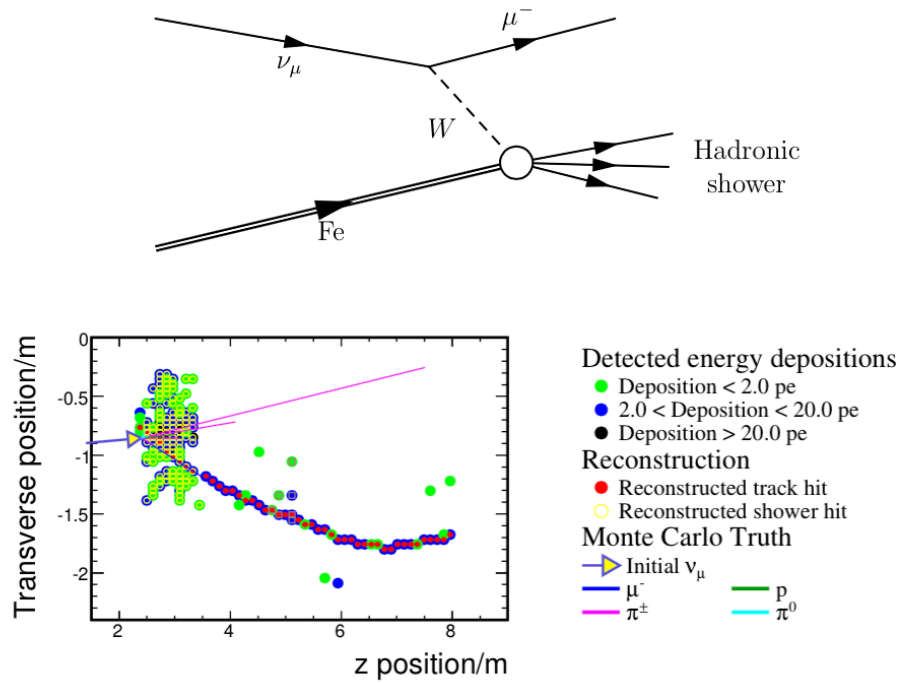 μ⁻
ν_μ
W
Hadronic
shower
Fe
Transverse position/m
0
-0.5
-1
-1.5
-2
2 4 6 8
z position/m
Detected energy depositions
Deposition < 2.0 pe
2.0 < Deposition < 20.0 pe
Deposition > 20.0 pe
Reconstruction
Reconstructed track hit
Reconstructed shower hit
Monte Carlo Truth
Initial ν_μ
μ⁻ p
π± π⁰